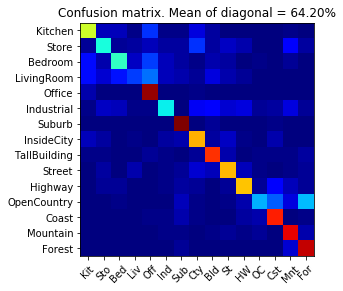 Confusion matrix. Mean of diagonal = 64.20%
Kitchen
Store
Bedroom
LivingRoom
Office
Industrial
Suburb
InsideCity
TallBuilding
Street
Highway
OpenCountry
Coast
Mountain
Forest
Kit Sto Bed Liv Off Ind Sub Cty Bld St HW OC Cst Mnt For